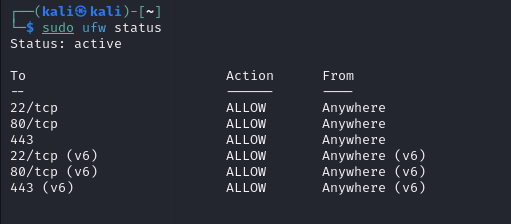 ┌──(kali㉿kali)-[~]
└─$ sudo ufw status
Status: active

To                         Action      From
--                         ------      ----
22/tcp                     ALLOW       Anywhere
80/tcp                     ALLOW       Anywhere
443                        ALLOW       Anywhere
22/tcp (v6)                ALLOW       Anywhere (v6)
80/tcp (v6)                ALLOW       Anywhere (v6)
443 (v6)                   ALLOW       Anywhere (v6)